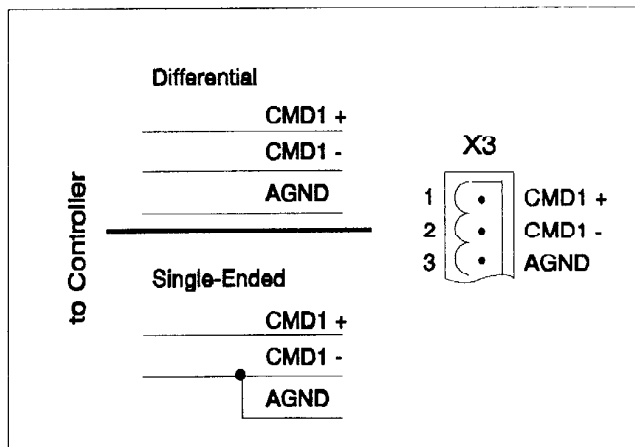 Differential
CMD1 +
CMD1 -
AGND
to Controller
Single-Ended
CMD1 +
CMD1 -
AGND
X3
1 CMD1 +
2 CMD1 -
3 AGND